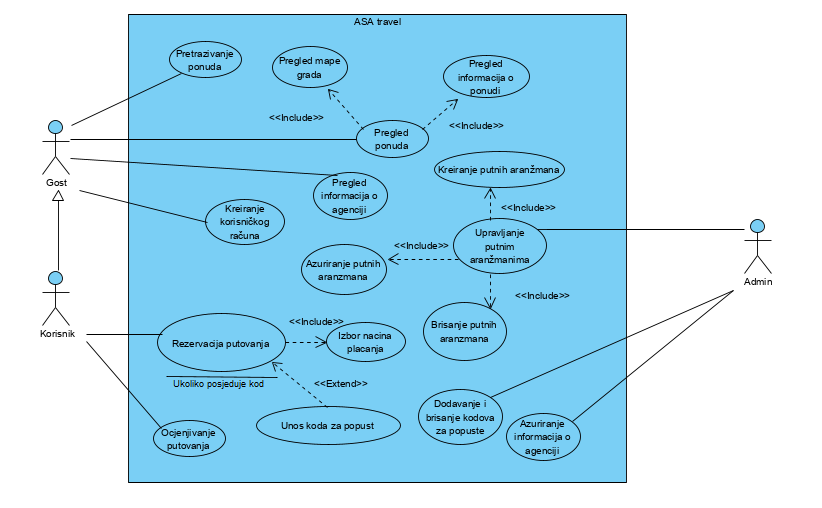 ASA travel
Pretrazivanje
ponuda
Pregled mape
grada
Pregled
informacija o
ponudi
<<Include>>
<<Include>>
Pregled
ponuda
Gost
Kreiranje putnih aranžmana
Pregled
informacija o
agenciji
Kreiranje
korisničkog
računa
<<Include>>
Upravljanje
putnim
aranžmanima
<<Include>>
Azuriranje putnih
aranzmana
Admin
<<Include>>
Korisnik
Rezervacija putovanja
<<Include>>
Izbor nacina
placanja
Brisanje putnih
aranzmana
Ukoliko posjeduje kod
<<Extend>>
Unos koda za popust
Ocjenjivanje
putovanja
Dodavanje i
brisanje kodova
za popuste
Azuriranje
informacija o
agenciji